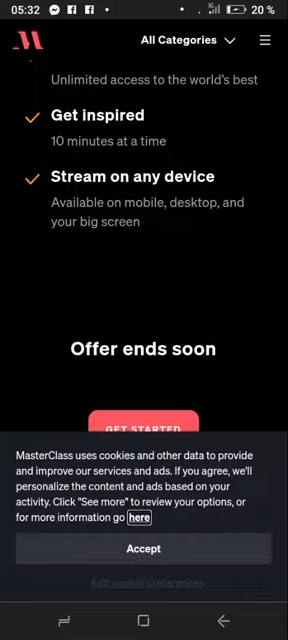 05:32
20 %
All Categories
Unlimited access to the world's best
Get inspired
10 minutes at a time
Stream on any device
Available on mobile, desktop, and
your big screen
Offer ends soon
GET STARTED
MasterClass uses cookies and other data to provide
and improve our services and ads. If you agree, we'll
personalize the content and ads based on your
activity. Click "See more" to review your options, or
for more information go here
Accept
Edit cookie preferences